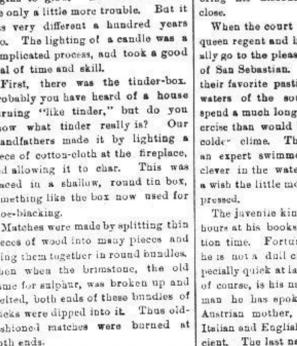 e only a little more trouble. But it
is very different a hundred years
o. The lighting of a candle was a
mplicated process, and took a good
al of time and skill.
First, there was the tinder-box.
robably you have heard of a house
urning "like tinder," but do you
now what tinder really is? Our
andfathers made it by lighting a
ece of cotton-cloth at the fireplace,
d allowing it to char. This was
aced in a shallow, round tin box,
mething like the box now used for
oe-blacking.
Matches were made by splitting thin
eces of wood into many pieces and
ing them together in round bundles.
hen when the brimstone, the old
me for sulphur, was broken up and
elted, both ends of these bundles of
icks were dipped into it. Thus old-
shioned matches were burned at
oth ends.
close.
When the court
queen regent and li
ally go to the pleas
of San Sebastian.
their favorite pasti
waters of the sou
spend a much long
ercise than would
colder clime. Th
an expert swimme
clever in the wate
a wish the little mo
pressed.
The juvenile kin
hours at his books
tion time. Fortun
he is not a dull c
pecially quick at la
of course, is his na
man he has spok
Austrian mother,
Italian and English
cient. The last na